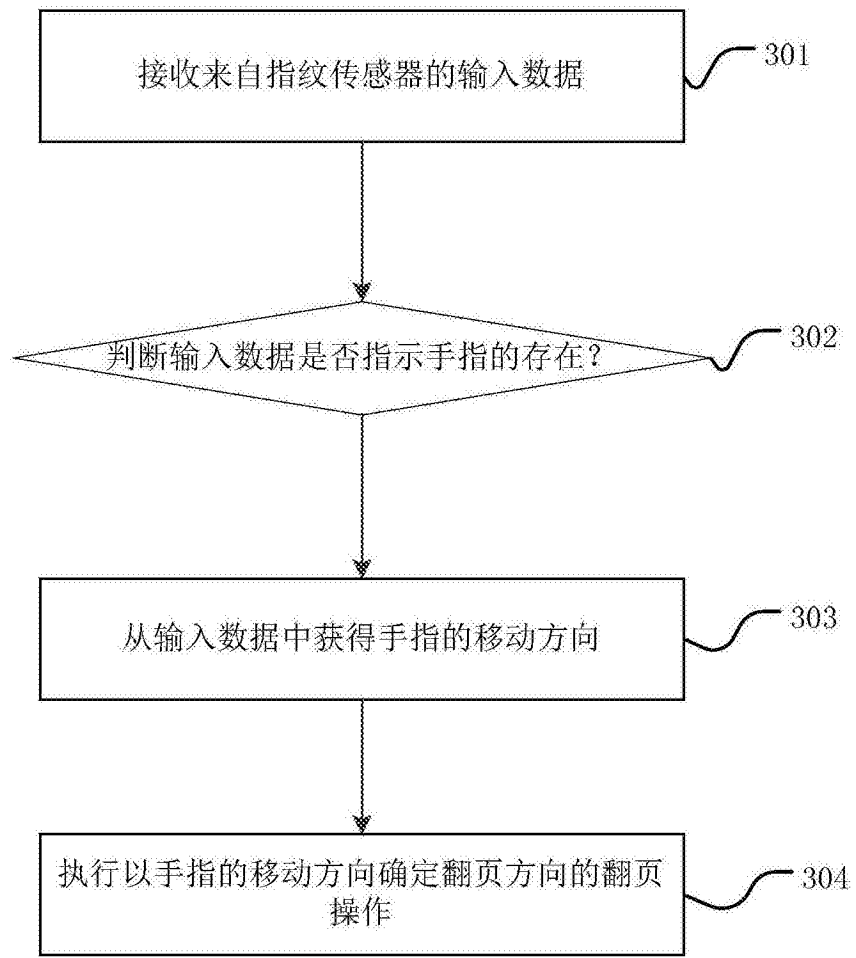 接收来自指纹传感器的输入数据
301
判断输入数据是否指示手指的存在？
302
从输入数据中获得手指的移动方向
303
执行以手指的移动方向确定翻页方向的翻页
操作
304